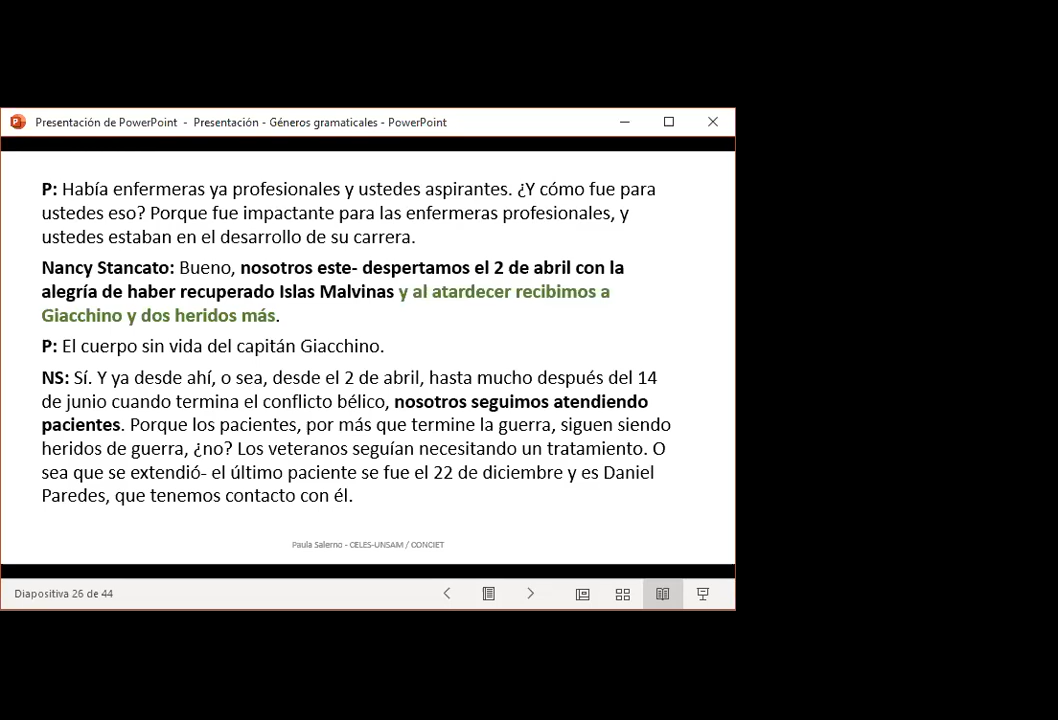 Presentación de PowerPoint - Presentación - Géneros gramaticales - PowerPoint
P: Había enfermeras ya profesionales y ustedes aspirantes. ¿Y cómo fue para
ustedes eso? Porque fue impactante para las enfermeras profesionales, y
ustedes estaban en el desarrollo de su carrera.
Nancy Stancato: Bueno, nosotros este- despertamos el 2 de abril con la
alegría de haber recuperado Islas Malvinas y al atardecer recibimos a
Giacchino y dos heridos más.
P: El cuerpo sin vida del capitán Giacchino.
NS: Sí. Y ya desde ahí, o sea, desde el 2 de abril, hasta mucho después del 14
de junio cuando termina el conflicto bélico, nosotros seguimos atendiendo
pacientes. Porque los pacientes, por más que termine la guerra, siguen siendo
heridos de guerra, ¿no? Los veteranos seguían necesitando un tratamiento. O
sea que se extendió- el último paciente se fue el 22 de diciembre y es Daniel
Paredes, que tenemos contacto con él.
Paula Salerno - CELES-UNSAM / CONCIET
Diapositiva 26 de 44